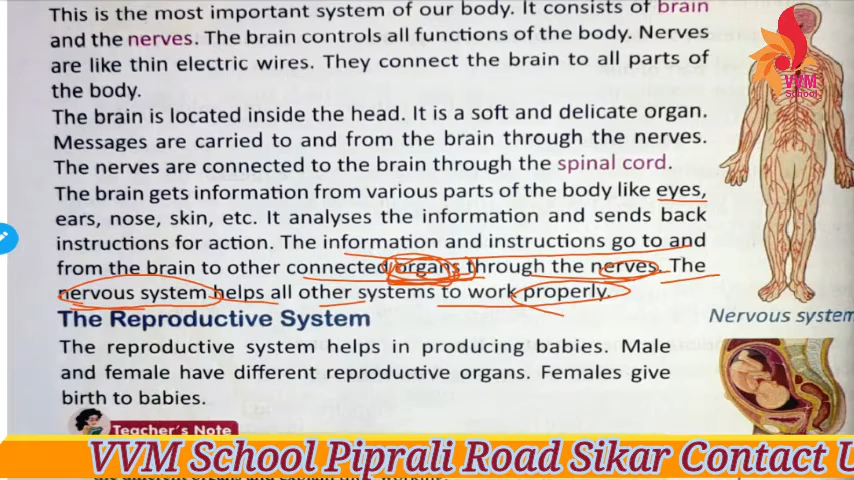 This is the most important system of our body. It consists of brain
and the nerves. The brain controls all functions of the body. Nerves
are like thin electric wires. They connect the brain to all parts of
the body.
The brain is located inside the head. It is a soft and delicate organ.
Messages are carried to and from the brain through the nerves.
The nerves are connected to the brain through the spinal cord.
The brain gets information from various parts of the body like eyes,
ears, nose, skin, etc. It analyses the information and sends back
instructions for action. The information and instructions go to and
from the brain to other connected organs through the nerves. The
nervous system helps all other systems to work properly.
The Reproductive System
The reproductive system helps in producing babies. Male
and female have different reproductive organs. Females give
birth to babies.
Teacher's Note
VVM
School
Nervous system
VVM School Piprali Road Sikar Contact U